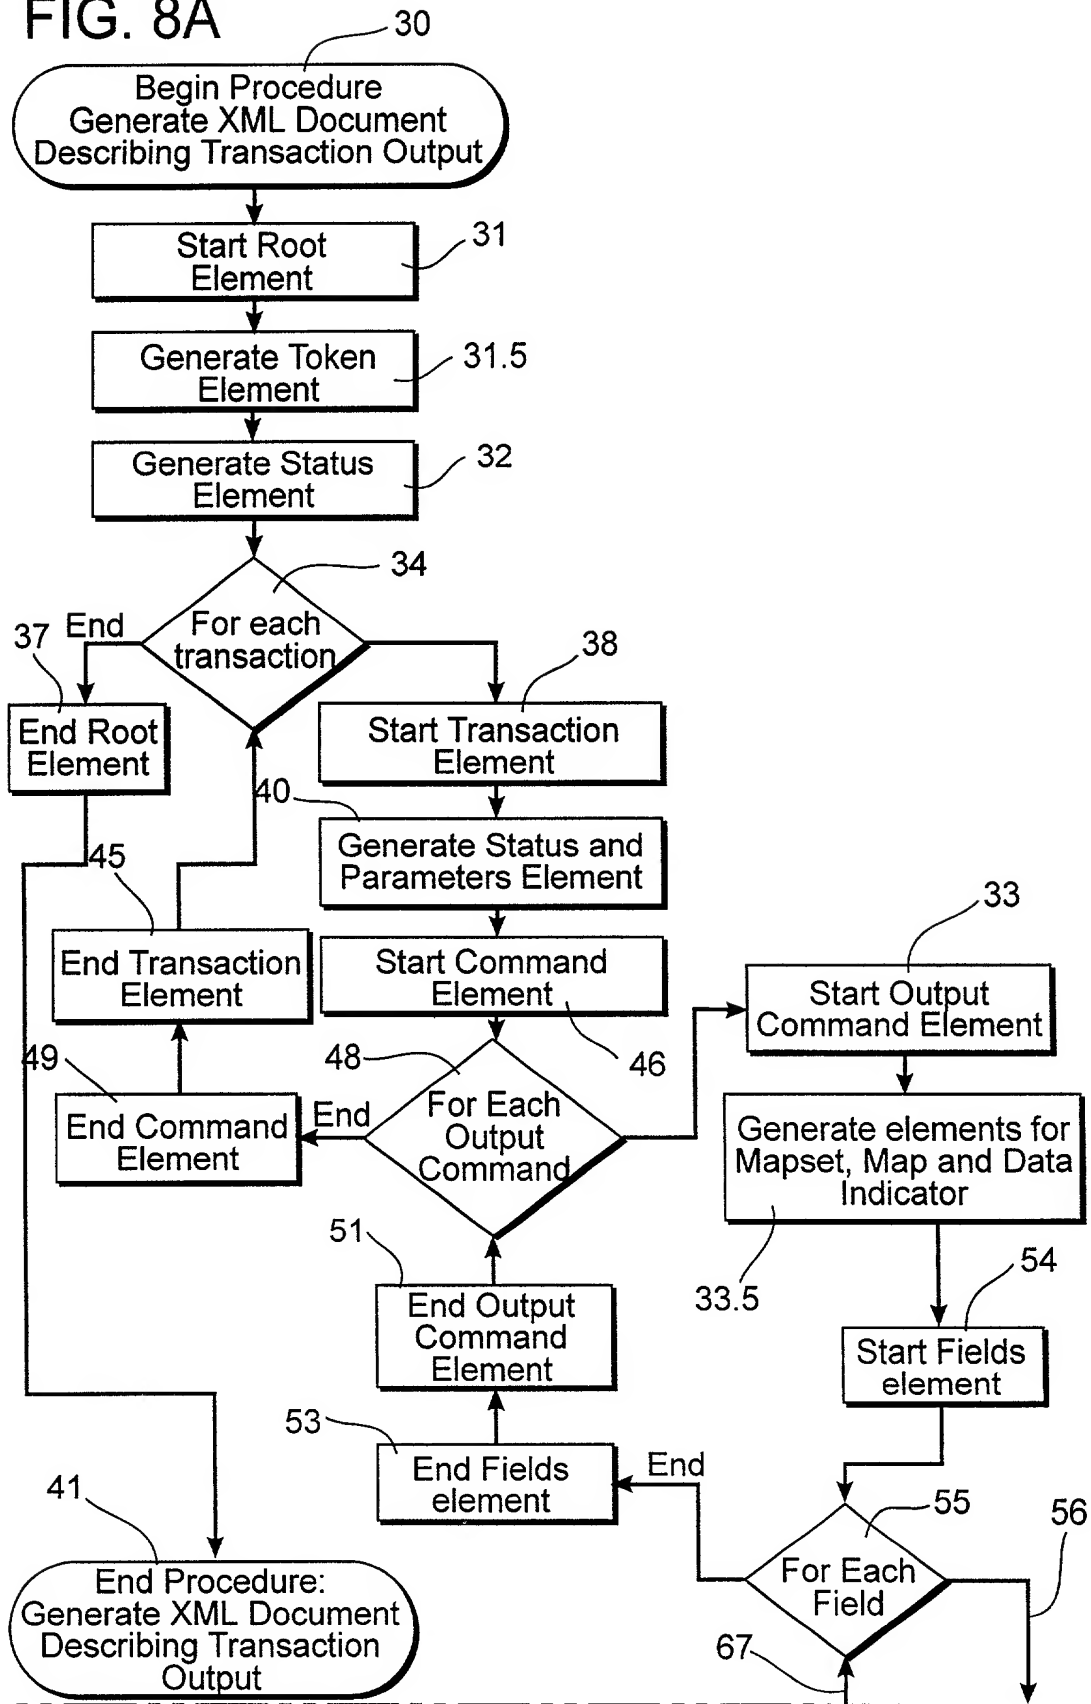 FIG. 8A
30
Begin Procedure
Generate XML Document
Describing Transaction Output
31
Start Root
Element
31.5
Generate Token
Element
32
Generate Status
Element
34
For each
transaction
End
37
End Root
Element
38
Start Transaction
Element
40
Generate Status and
Parameters Element
45
End Transaction
Element
Start Command
Element
46
33
Start Output
Command Element
49
End Command
Element
End
48
For Each
Output
Command
Generate elements for
Mapset, Map and Data
Indicator
33.5
51
End Output
Command
Element
54
Start Fields
element
53
End Fields
element
End
55
For Each
Field
56
67
41
End Procedure:
Generate XML Document
Describing Transaction
Output